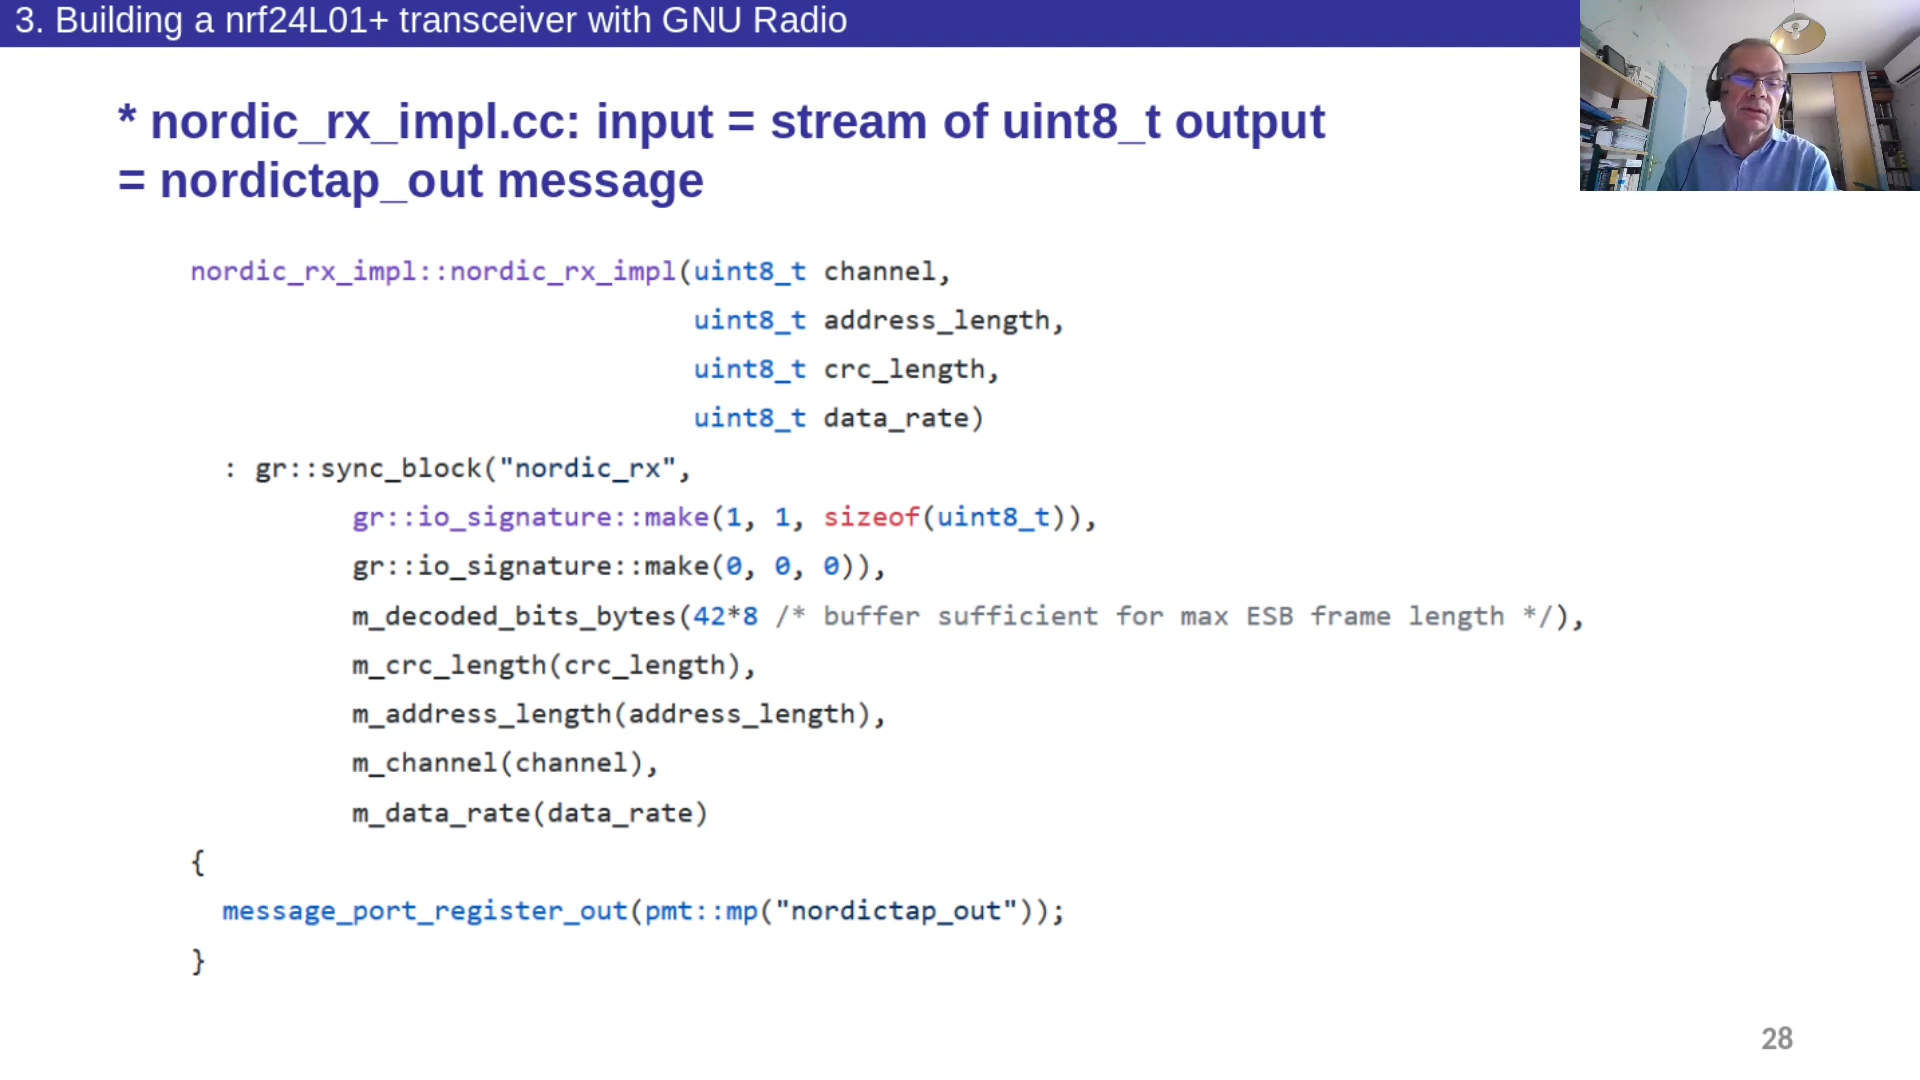 3. Building a nrf24L01+ transceiver with GNU Radio
* nordic_rx_impl.cc: input = stream of uint8_t output
= nordictap_out message
nordic_rx_impl::nordic_rx_impl(uint8_t channel,
uint8_t address_length,
uint8_t crc_length,
uint8_t data_rate)
: gr::sync_block("nordic_rx",
gr::io_signature::make(1, 1, sizeof(uint8_t)),
gr::io_signature::make(0, 0, 0)),
m_decoded_bits_bytes(42*8 /* buffer sufficient for max ESB frame length */),
m_crc_length(crc_length),
m_address_length(address_length),
m_channel(channel),
m_data_rate(data_rate)
{
message_port_register_out(pmt::mp("nordictap_out"));
}
28